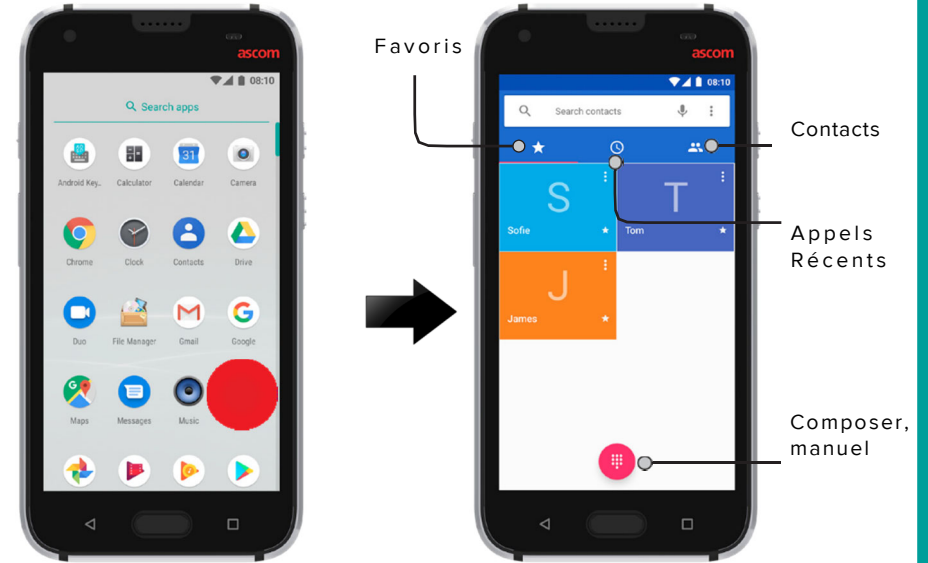 ascom
08:10
Search apps
Android Key..
Calculator
Calendar
Camera
31
Chrome
Clock
Contacts
Drive
Duo
File Manager
Gmail
Google
Maps
Messages
Music
Favoris
ascom
08:10
Search contacts
S
Sofie
T
Tom
J
James
Contacts
Appels
Récents
Composer,
manuel